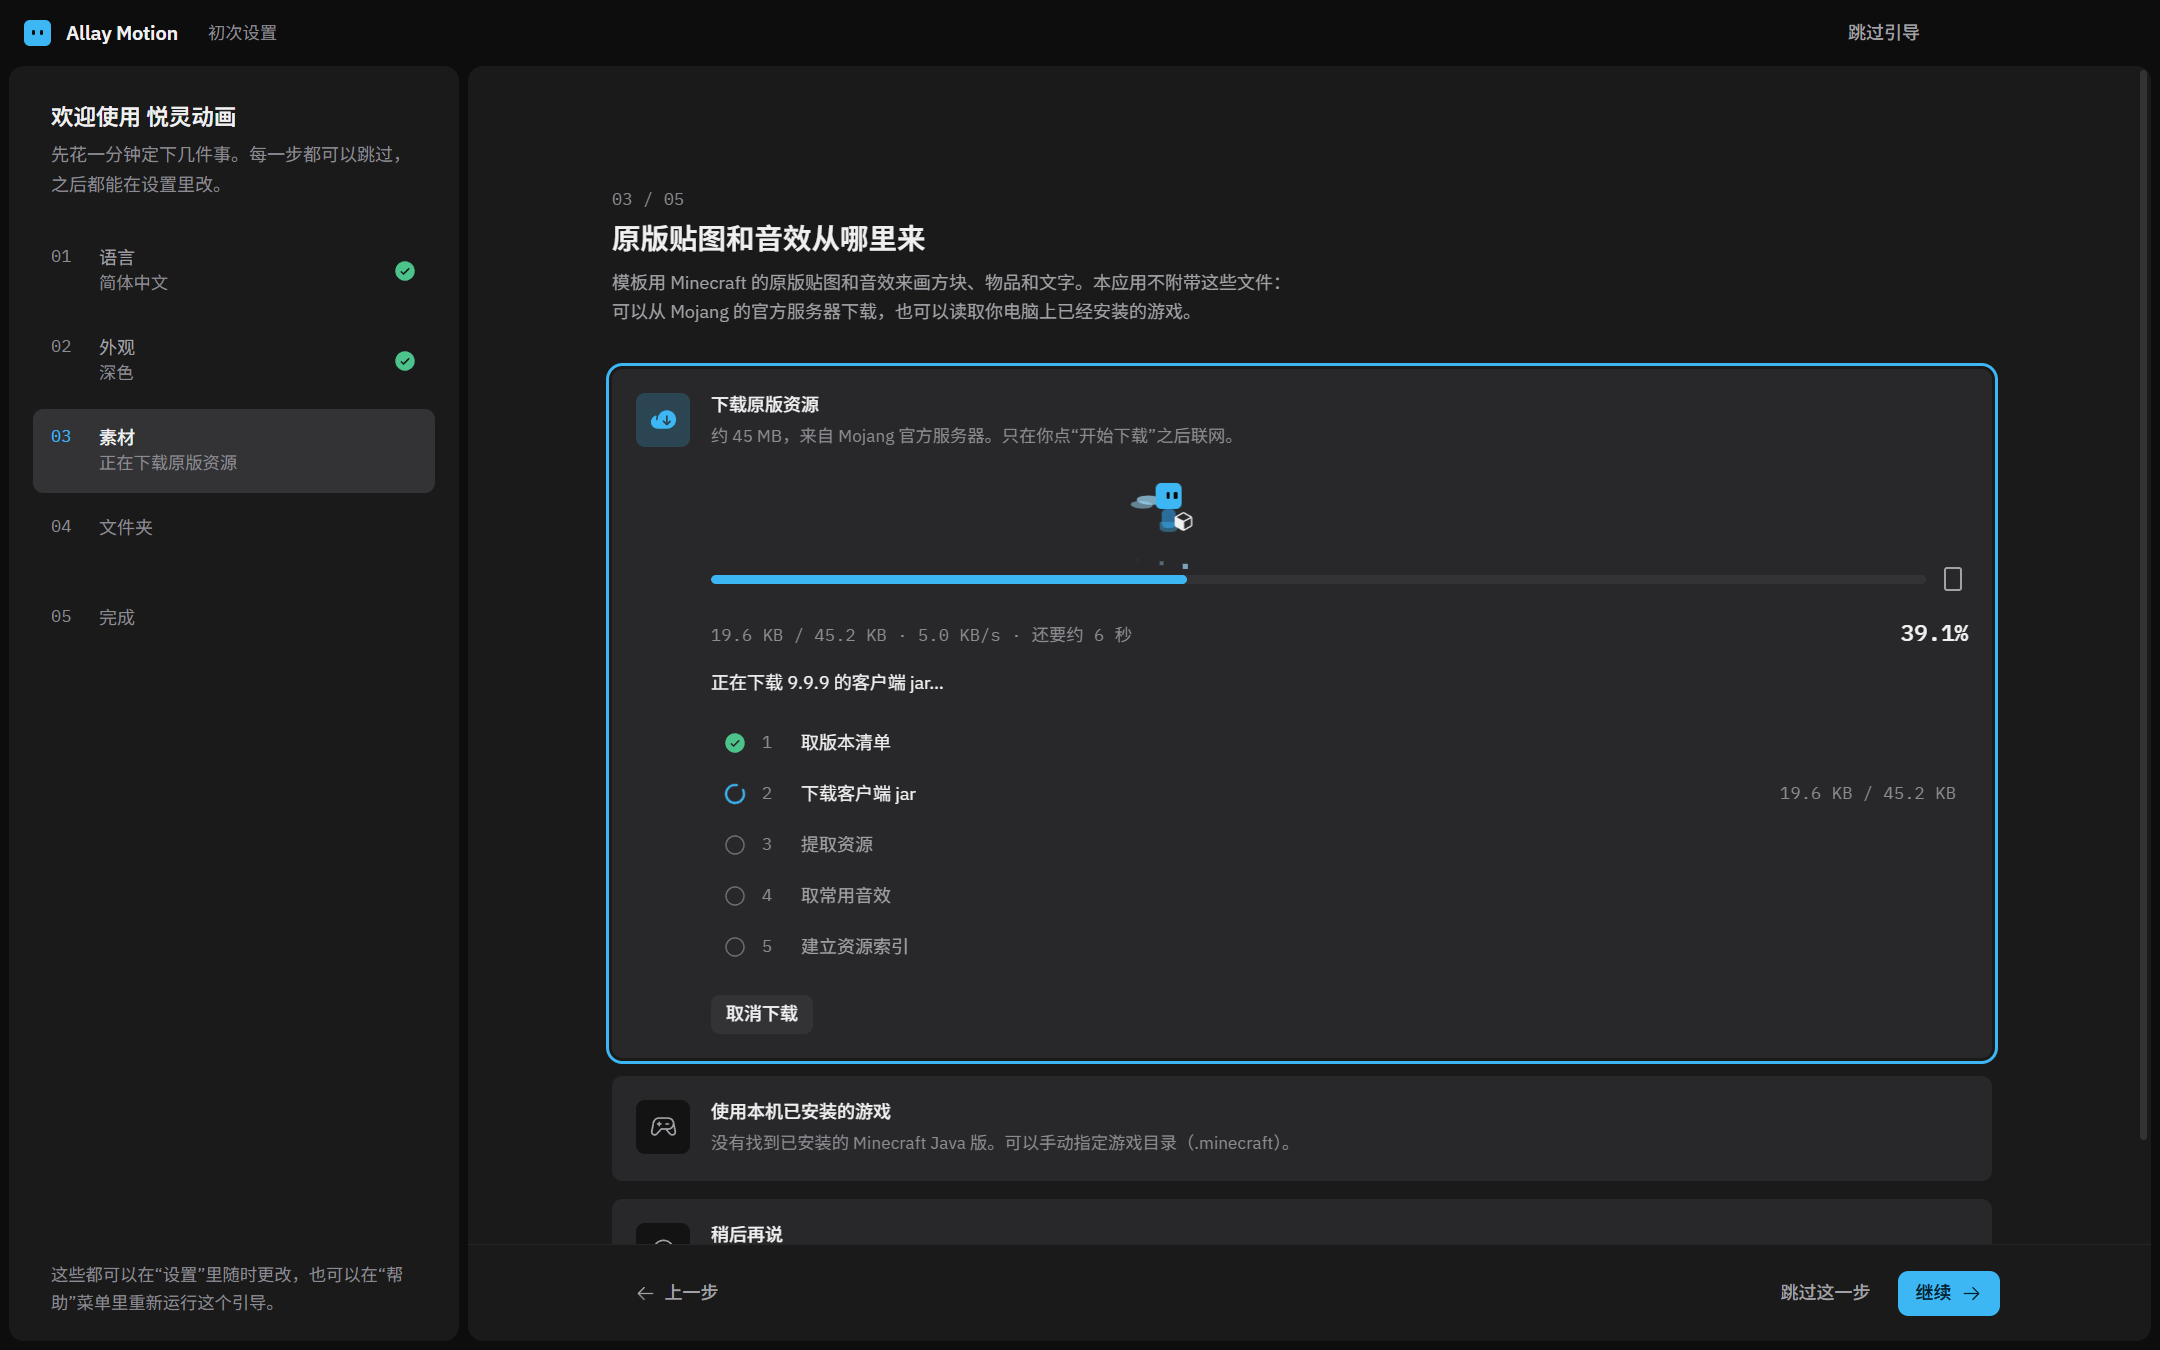 Allay Motion
初次设置
跳过引导
欢迎使用 悦灵动画
先花一分钟定下几件事。每一步都可以跳过，
之后都能在设置里改。
01 语言
简体中文
02 外观
深色
03 素材
正在下载原版资源
04 文件夹
05 完成
这些都可以在“设置”里随时更改，也可以在“帮
助”菜单里重新运行这个引导。
03 / 05
原版贴图和音效从哪里来
模板用 Minecraft 的原版贴图和音效来画方块、物品和文字。本应用不附带这些文件：
可以从 Mojang 的官方服务器下载，也可以读取你电脑上已经安装的游戏。
下载原版资源
约 45 MB，来自 Mojang 官方服务器。只在你点“开始下载”之后联网。
19.6 KB / 45.2 KB · 5.0 KB/s · 还要约 6 秒
39.1%
正在下载 9.9.9 的客户端 jar...
1 取版本清单
2 下载客户端 jar
19.6 KB / 45.2 KB
3 提取资源
4 取常用音效
5 建立资源索引
取消下载
使用本机已安装的游戏
没有找到已安装的 Minecraft Java 版。可以手动指定游戏目录（.minecraft）。
稍后再说
上一步
跳过这一步
继续